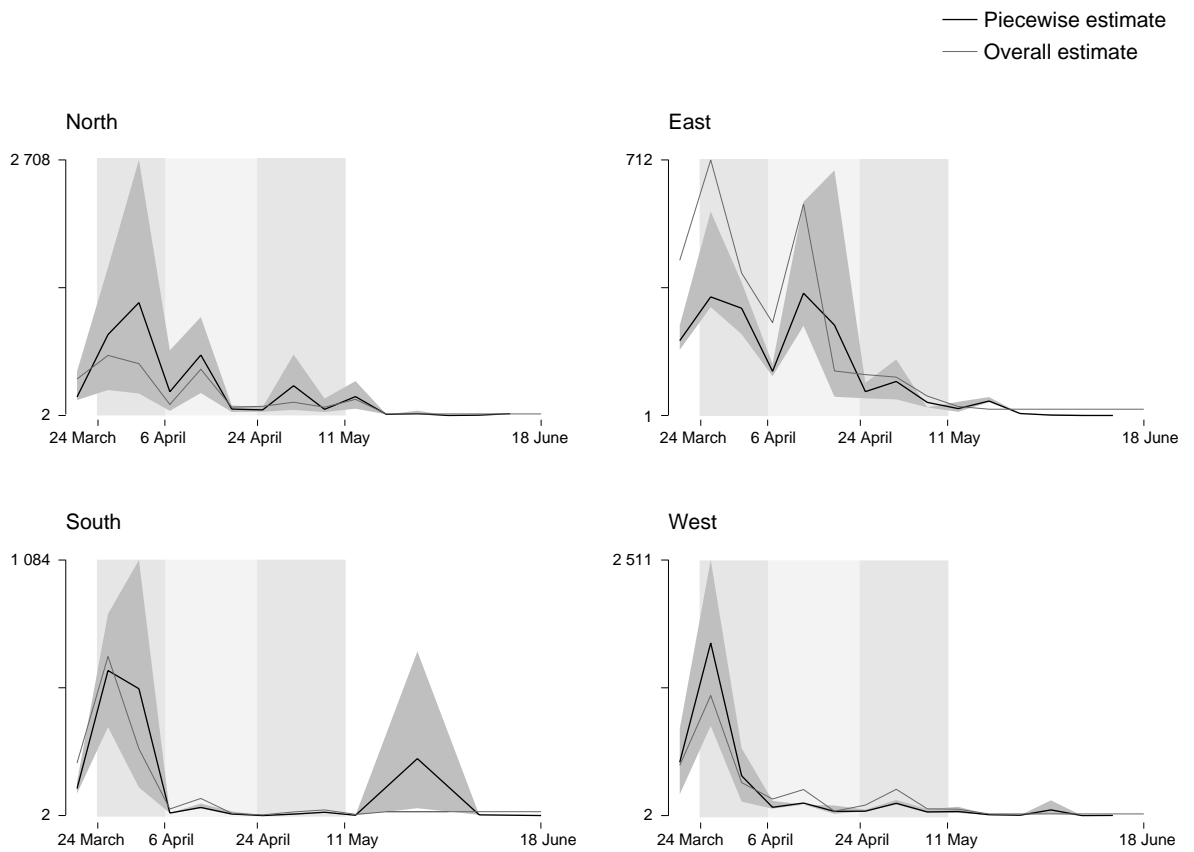 Piecewise estimate
Overall estimate
North
2 708
2
24 March 6 April 24 April 11 May 18 June
East
712
1
24 March 6 April 24 April 11 May 18 June
South
1 084
2
24 March 6 April 24 April 11 May 18 June
West
2 511
2
24 March 6 April 24 April 11 May 18 June